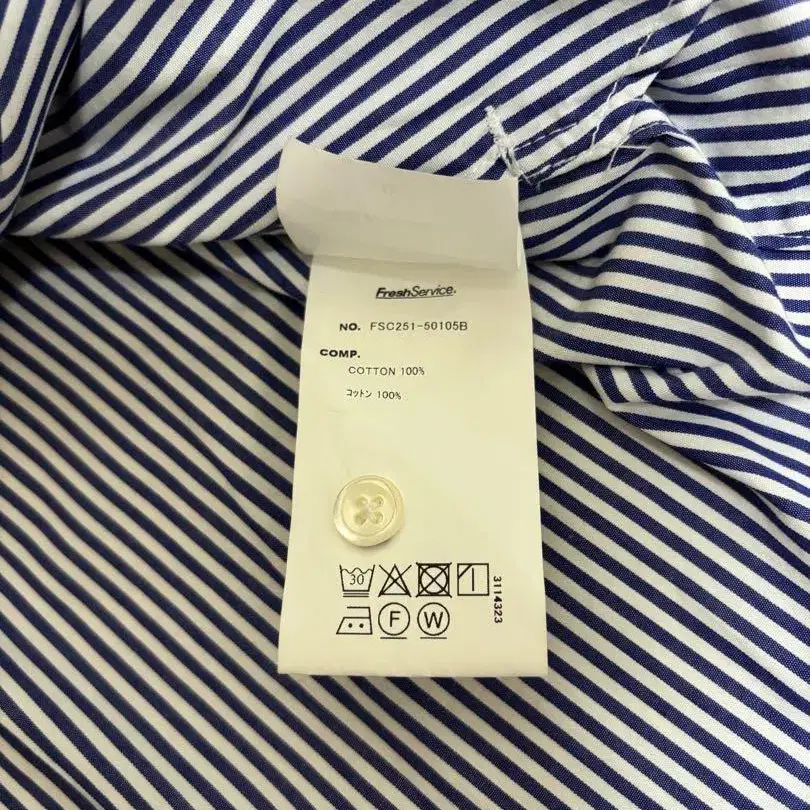 FreshService.
NO. FSC251-50105B
COMP.
COTTON 100%
コットン 100%
30
3114323
F W